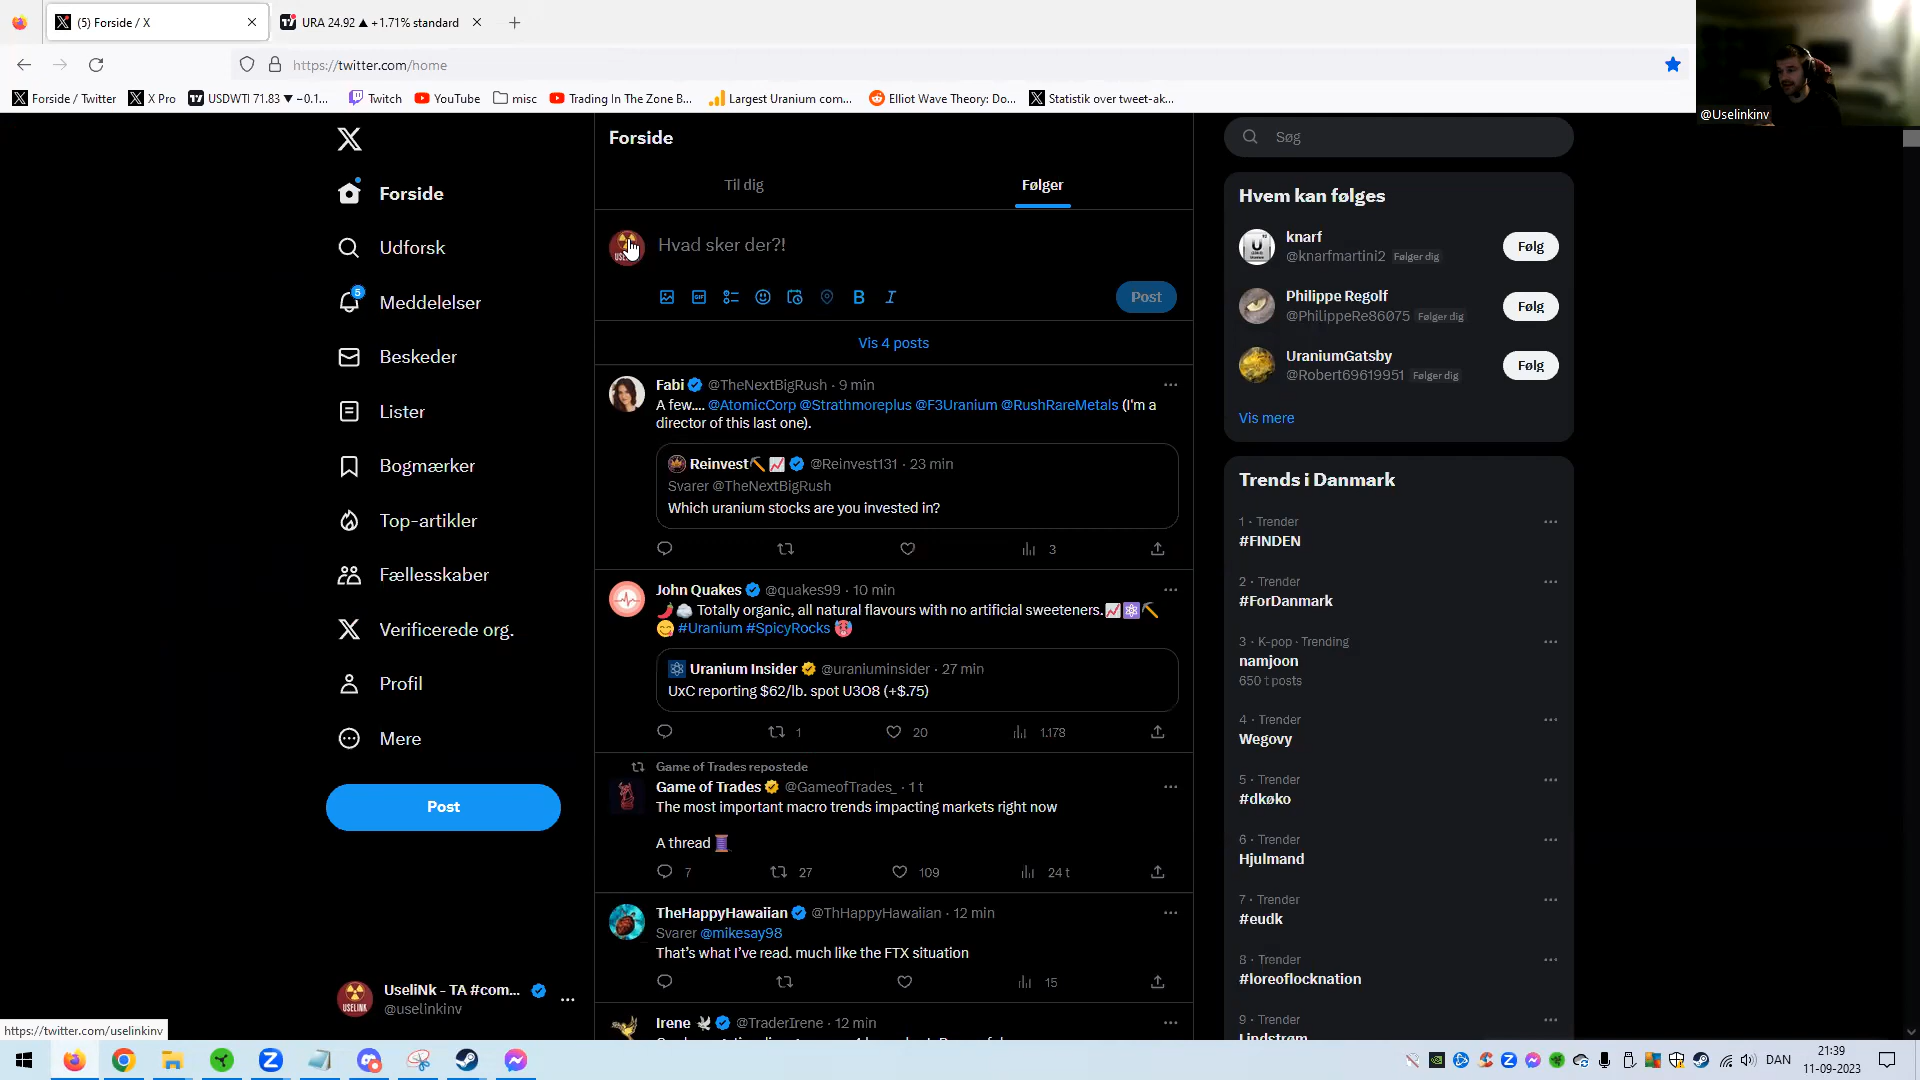 (5) Forside / X
URA 24.92 ▲ +1.71% standard
https://twitter.com/home
Forside / Twitter
X Pro
USDWTI 71.83 ▼ −0.1...
Twitch
YouTube
misc
Trading In The Zone B...
Largest Uranium com...
Elliot Wave Theory: Do...
Statistik over tweet-ak...
@Uselinkinv
Forside
Udforsk
5
Meddelelser
Beskeder
Lister
Bogmærker
Top-artikler
Fællesskaber
Verificerede org.
Profil
Mere
Post
UseliNk - TA #com...
@uselinkinv
https://twitter.com/uselinkinv
Forside
Til dig
Følger
Hvad sker der?!
GIF
B I
Post
Vis 4 posts
Fabi @TheNextBigRush · 9 min
A few.... @AtomicCorp @Strathmoreplus @F3Uranium @RushRareMetals (I'm a
director of this last one).
Reinvest @Reinvest131 · 23 min
Svarer @TheNextBigRush
Which uranium stocks are you invested in?
3
John Quakes @quakes99 · 10 min
Totally organic, all natural flavours with no artificial sweeteners.
#Uranium #SpicyRocks
Uranium Insider @uraniuminsider · 27 min
UxC reporting $62/lb. spot U3O8 (+$.75)
1 20 1.178
Game of Trades repostede
Game of Trades @GameofTrades_ · 1 t
The most important macro trends impacting markets right now
A thread
7 27 109 24 t
TheHappyHawaiian @ThHappyHawaiian · 12 min
Svarer @mikesay98
That's what I've read. much like the FTX situation
15
Irene @TraderIrene · 12 min
Søg
Hvem kan følges
knarf
@knarfmartini2 Følger dig
Følg
Philippe Regolf
@PhilippeRe86075 Følger dig
Følg
UraniumGatsby
@Robert69619951 Følger dig
Følg
Vis mere
Trends i Danmark
1 · Trender
#FINDEN
2 · Trender
#ForDanmark
3 · K-pop · Trending
namjoon
650 t posts
4 · Trender
Wegovy
5 · Trender
#dkøko
6 · Trender
Hjulmand
7 · Trender
#eudk
8 · Trender
#loreoflocknation
9 · Trender
Lindstrøm
DAN
21:39
11-09-2023